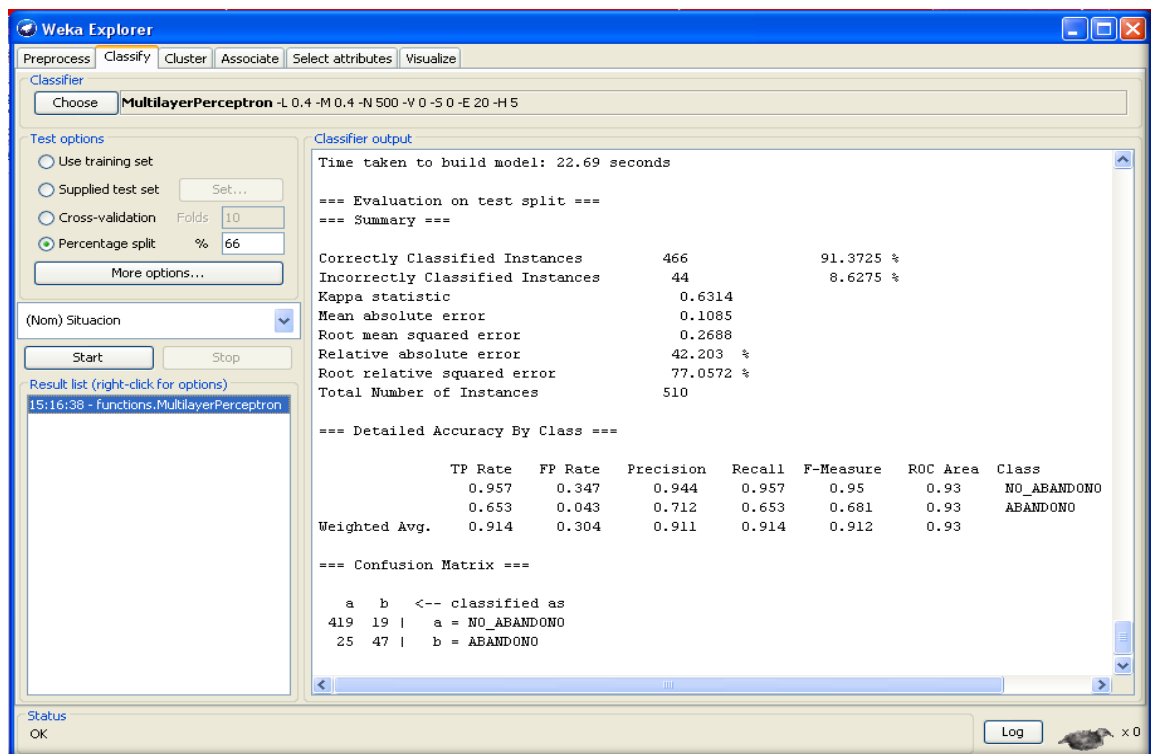 Weka Explorer
Preprocess Classify Cluster Associate Select attributes Visualize
Classifier
Choose MultilayerPerceptron -L 0.4 -M 0.4 -N 500 -V 0 -S 0 -E 20 -H 5
Test options
Use training set
Supplied test set Set...
Cross-validation Folds 10
Percentage split % 66
More options...
(Nom) Situacion
Start Stop
Result list (right-click for options)
15:16:38 - functions.MultilayerPerceptron
Classifier output
Time taken to build model: 22.69 seconds
=== Evaluation on test split ===
=== Summary ===
Correctly Classified Instances 466 91.3725 %
Incorrectly Classified Instances 44 8.6275 %
Kappa statistic 0.6314
Mean absolute error 0.1085
Root mean squared error 0.2688
Relative absolute error 42.203 %
Root relative squared error 77.0572 %
Total Number of Instances 510
=== Detailed Accuracy By Class ===
TP Rate FP Rate Precision Recall F-Measure ROC Area Class
0.957 0.347 0.944 0.957 0.95 0.93 NO_ABANDONO
0.653 0.043 0.712 0.653 0.681 0.93 ABANDONO
Weighted Avg. 0.914 0.304 0.911 0.914 0.912 0.93
=== Confusion Matrix ===
a b <-- classified as
419 19 | a = NO_ABANDONO
25 47 | b = ABANDONO
Status
OK
Log x 0